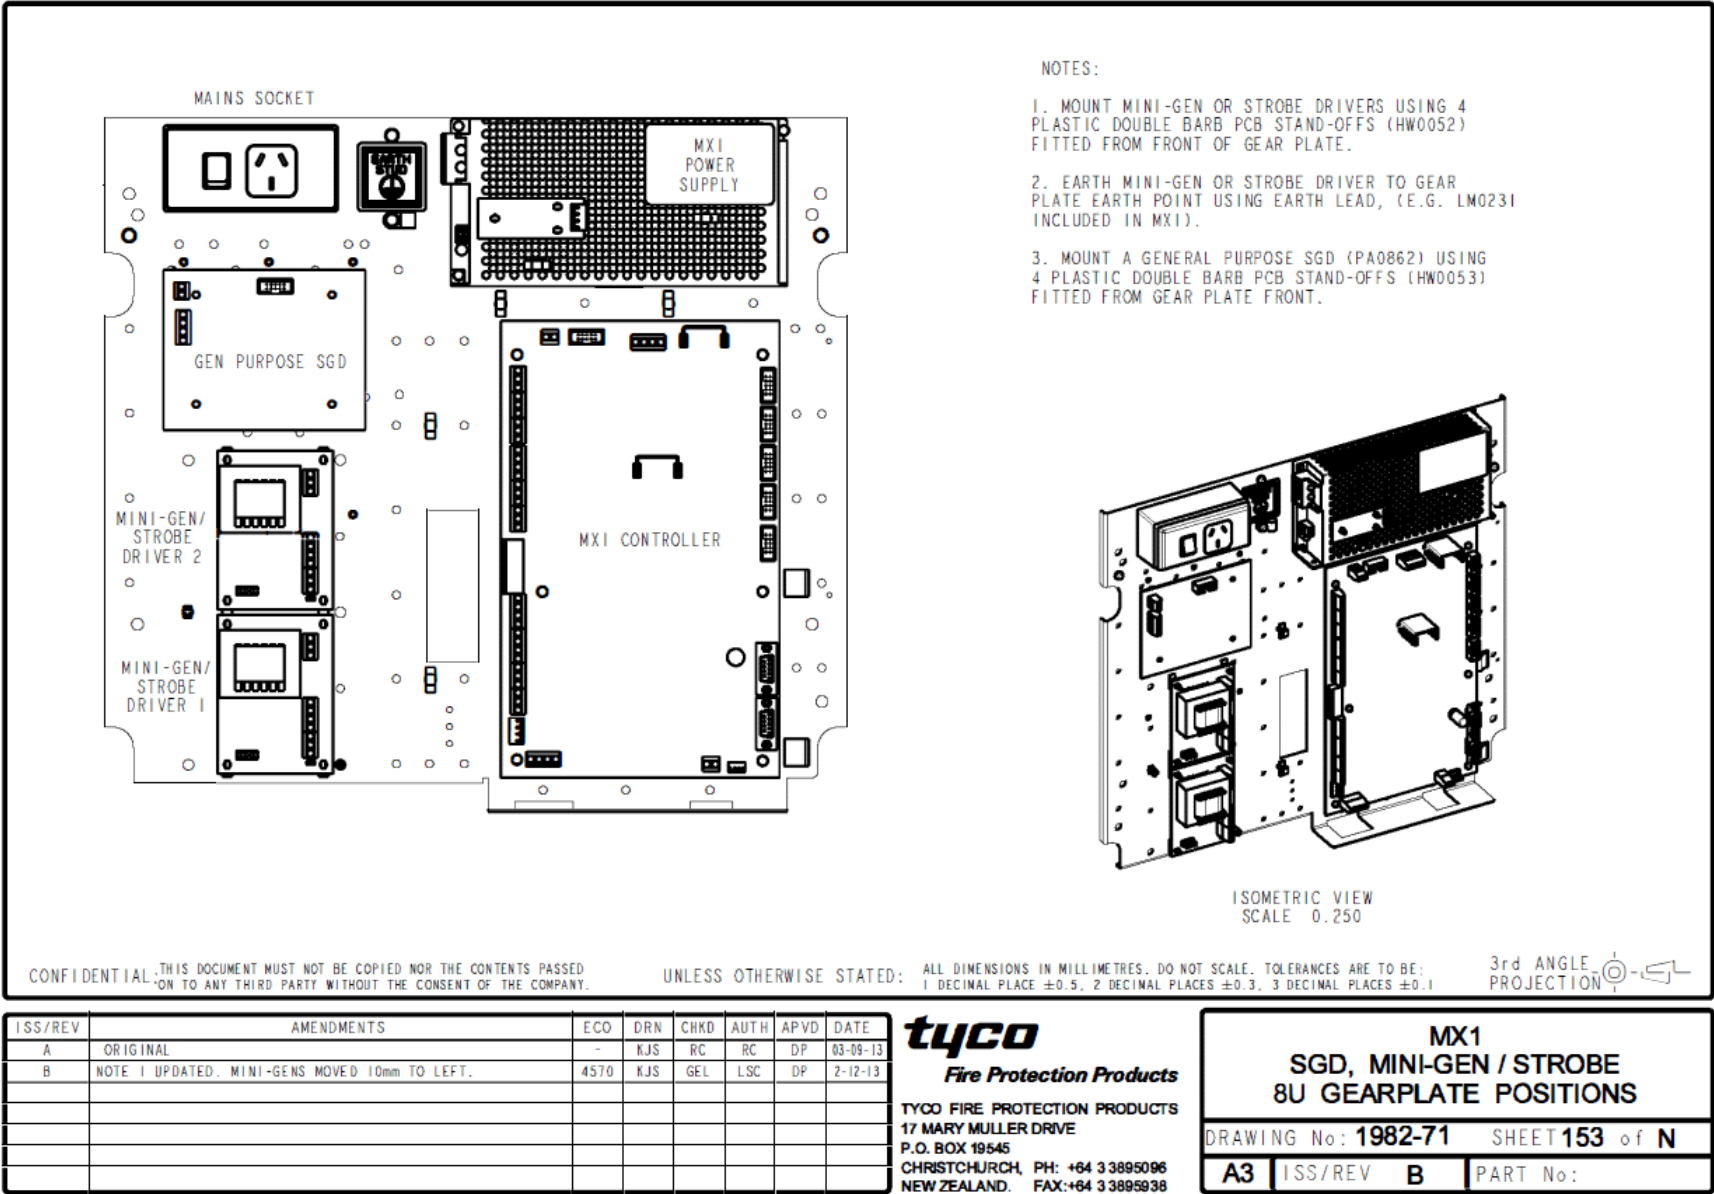 MAINS SOCKET
EARTH
STUD
MX1
POWER
SUPPLY
GEN PURPOSE SGD
MINI-GEN/
STROBE
DRIVER 2
MX1 CONTROLLER
MINI-GEN/
STROBE
DRIVER 1
NOTES:
1. MOUNT MINI-GEN OR STROBE DRIVERS USING 4
PLASTIC DOUBLE BARB PCB STAND-OFFS (HW0052)
FITTED FROM FRONT OF GEAR PLATE.
2. EARTH MINI-GEN OR STROBE DRIVER TO GEAR
PLATE EARTH POINT USING EARTH LEAD, (E.G. LM0231
INCLUDED IN MX1).
3. MOUNT A GENERAL PURPOSE SGD (PA0862) USING
4 PLASTIC DOUBLE BARB PCB STAND-OFFS (HW0053)
FITTED FROM GEAR PLATE FRONT.
ISOMETRIC VIEW
SCALE 0.250
CONFIDENTIAL: THIS DOCUMENT MUST NOT BE COPIED NOR THE CONTENTS PASSED
ON TO ANY THIRD PARTY WITHOUT THE CONSENT OF THE COMPANY.
UNLESS OTHERWISE STATED: ALL DIMENSIONS IN MILLIMETRES. DO NOT SCALE. TOLERANCES ARE TO BE:
1 DECIMAL PLACE ±0.5, 2 DECIMAL PLACES ±0.3, 3 DECIMAL PLACES ±0.1
3rd ANGLE
PROJECTION
ISS/REV AMENDMENTS ECO DRN CHKD AUTH APVD DATE
A ORIGINAL - KJS RC RC DP 03-09-13
B NOTE 1 UPDATED. MINI-GENS MOVED 10mm TO LEFT. 4570 KJS GEL LSC DP 2-12-13
tyco
Fire Protection Products
TYCO FIRE PROTECTION PRODUCTS
17 MARY MULLER DRIVE
P.O. BOX 19545
CHRISTCHURCH, PH: +64 3 3895096
NEW ZEALAND. FAX:+64 3 3895938
MX1
SGD, MINI-GEN / STROBE
8U GEARPLATE POSITIONS
DRAWING No: 1982-71 SHEET 153 of N
A3 ISS/REV B PART No: